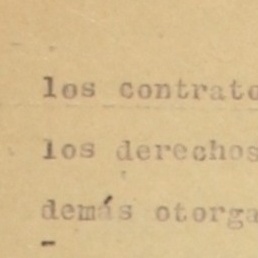 los contrato
los derechos
demás otorga
-